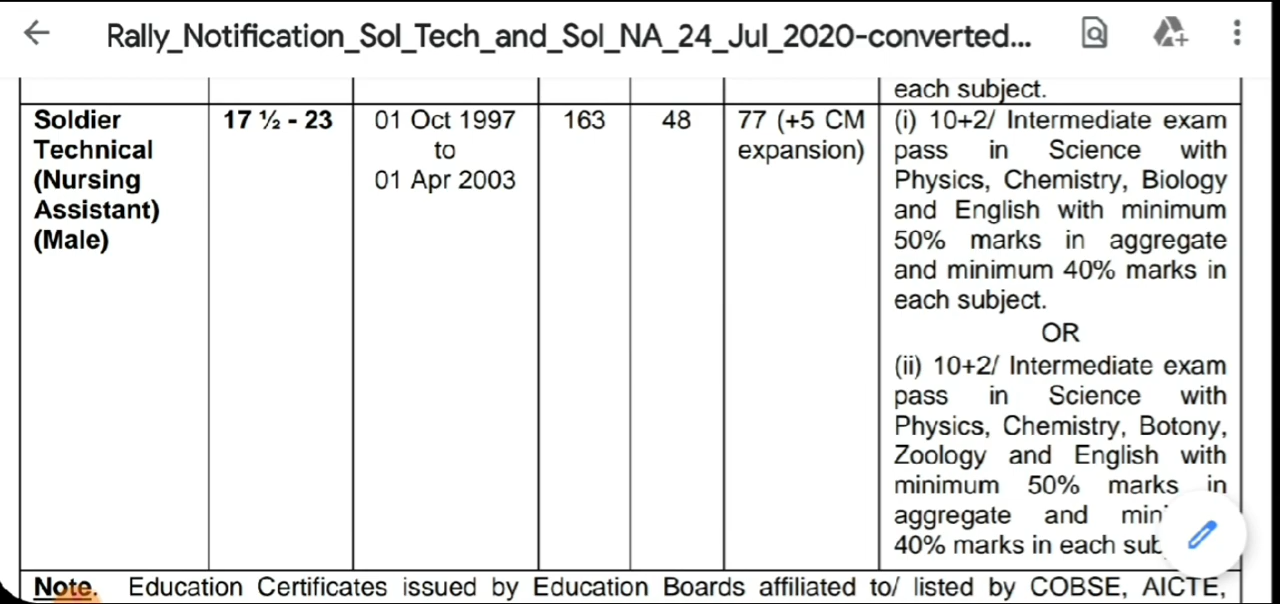 Rally_Notification_Sol_Tech_and_Sol_NA_24_Jul_2020-converted...
each subject.
Soldier
Technical
(Nursing
Assistant)
(Male)
17 ½ - 23
01 Oct 1997
to
01 Apr 2003
163
48
77 (+5 CM
expansion)
(i) 10+2/ Intermediate exam
pass in Science with
Physics, Chemistry, Biology
and English with minimum
50% marks in aggregate
and minimum 40% marks in
each subject.
OR
(ii) 10+2/ Intermediate exam
pass in Science with
Physics, Chemistry, Botony,
Zoology and English with
minimum 50% marks in
aggregate and
40% marks in each
Note. Education Certificates issued by Education Boards affiliated to/ listed by COBSE, AICTE,